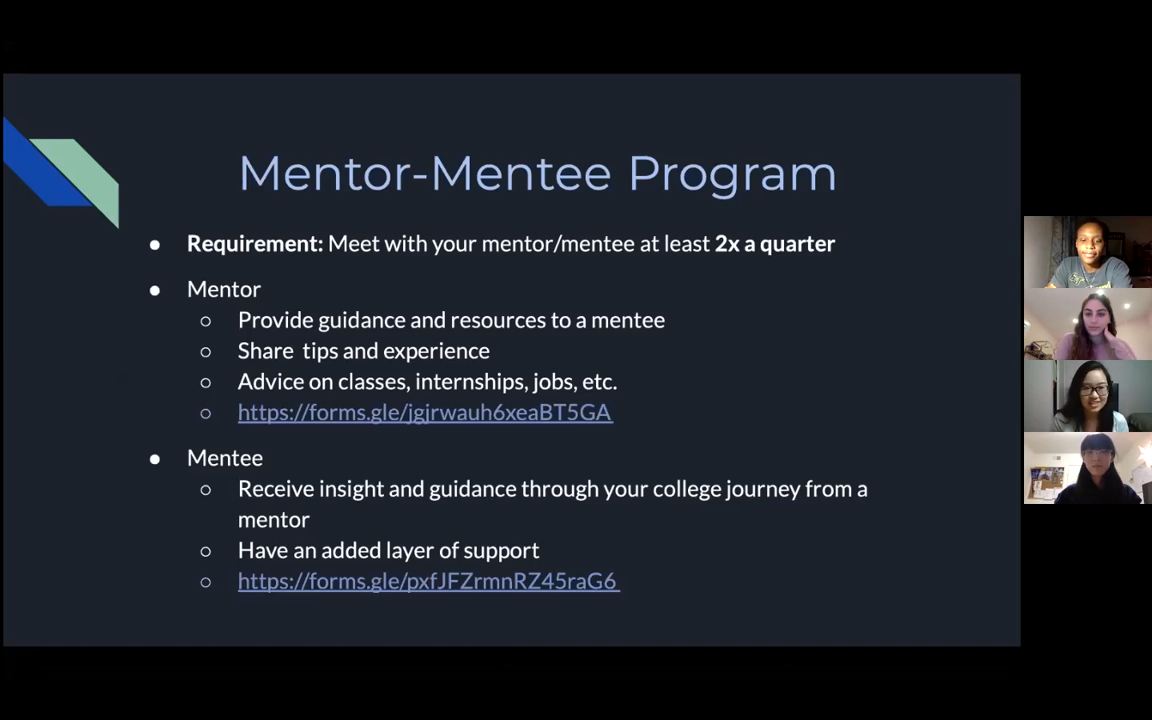 Mentor-Mentee Program
● Requirement: Meet with your mentor/mentee at least 2x a quarter
● Mentor
○ Provide guidance and resources to a mentee
○ Share tips and experience
○ Advice on classes, internships, jobs, etc.
○ https://forms.gle/jgjrwauh6xeaBT5GA
● Mentee
○ Receive insight and guidance through your college journey from a
mentor
○ Have an added layer of support
○ https://forms.gle/pxfJFZrmnRZ45raG6